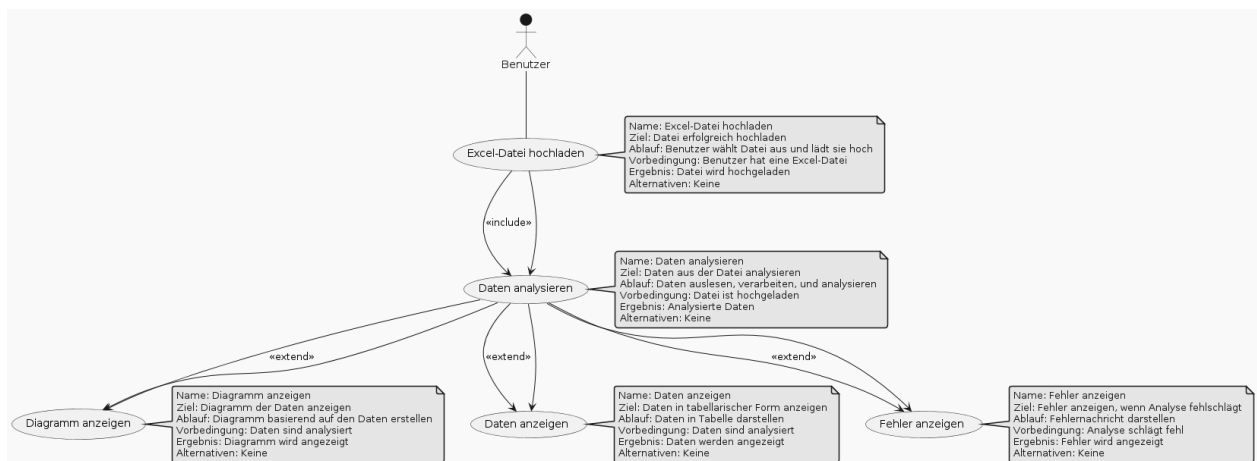 Benutzer
Excel-Datei hochladen
Name: Excel-Datei hochladen
Ziel: Datei erfolgreich hochladen
Ablauf: Benutzer wählt Datei aus und lädt sie hoch
Vorbedingung: Benutzer hat eine Excel-Datei
Ergebnis: Datei wird hochgeladen
Alternativen: Keine
«include»
Daten analysieren
Name: Daten analysieren
Ziel: Daten aus der Datei analysieren
Ablauf: Daten auslesen, verarbeiten, und analysieren
Vorbedingung: Datei ist hochgeladen
Ergebnis: Analysierte Daten
Alternativen: Keine
«extend»
«extend»
«extend»
Diagramm anzeigen
Name: Diagramm anzeigen
Ziel: Diagramm der Daten anzeigen
Ablauf: Diagramm basierend auf den Daten erstellen
Vorbedingung: Daten sind analysiert
Ergebnis: Diagramm wird angezeigt
Alternativen: Keine
Daten anzeigen
Name: Daten anzeigen
Ziel: Daten in tabellarischer Form anzeigen
Ablauf: Daten in Tabelle darstellen
Vorbedingung: Daten sind analysiert
Ergebnis: Daten werden angezeigt
Alternativen: Keine
Fehler anzeigen
Name: Fehler anzeigen
Ziel: Fehler anzeigen, wenn Analyse fehlschlägt
Ablauf: Fehlernachricht darstellen
Vorbedingung: Analyse schlägt fehl
Ergebnis: Fehler wird angezeigt
Alternativen: Keine